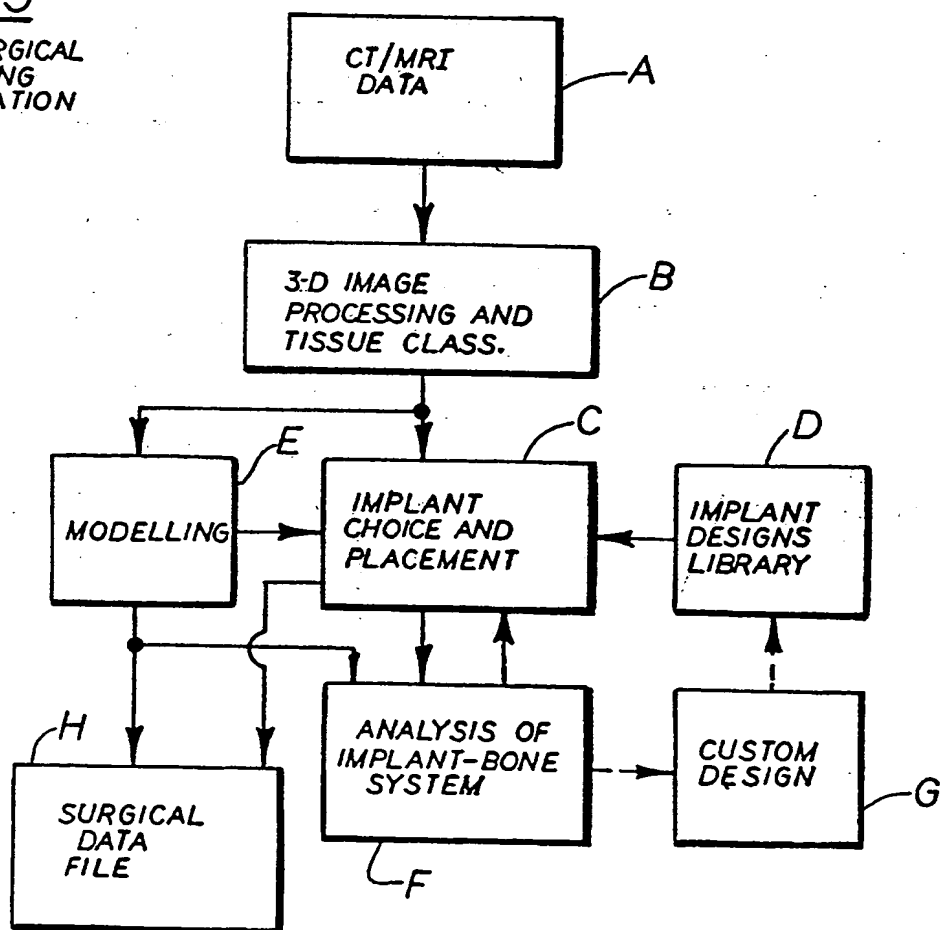 CT/MRI
DATA
A
3-D IMAGE
PROCESSING AND
TISSUE CLASS.
B
E
MODELLING
C
IMPLANT
CHOICE AND
PLACEMENT
D
IMPLANT
DESIGNS
LIBRARY
H
SURGICAL
DATA
FILE
ANALYSIS OF
IMPLANT-BONE
SYSTEM
F
CUSTOM
DESIGN
G